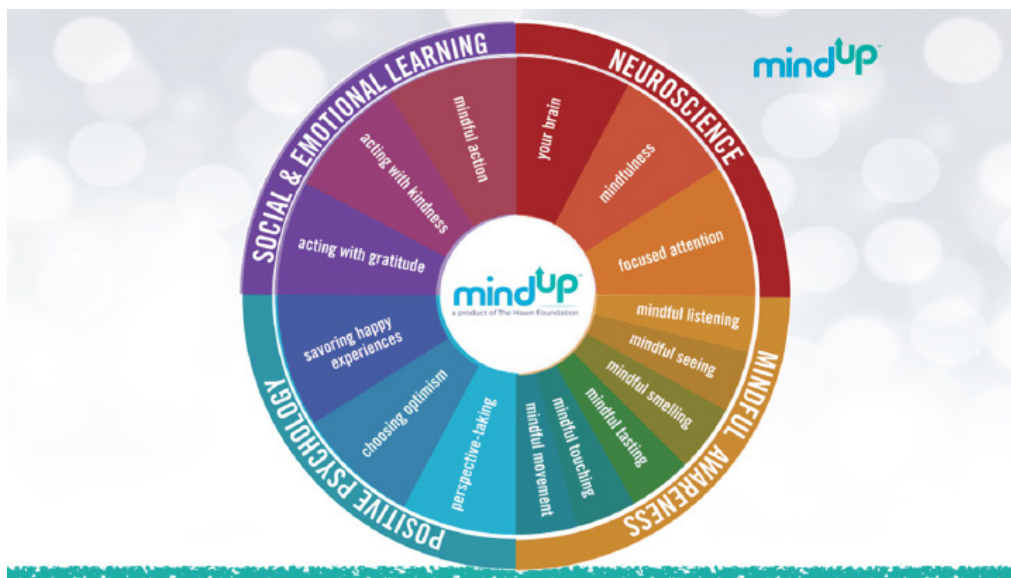 mindUP™
SOCIAL & EMOTIONAL LEARNING
NEUROSCIENCE
MINDFUL AWARENESS
POSITIVE PSYCHOLOGY
your brain
mindfulness
focused attention
mindful listening
mindful seeing
mindful smelling
mindful tasting
mindful touching
mindful movement
perspective-taking
choosing optimism
savoring happy
experiences
acting with gratitude
acting with kindness
mindful action
mindUP™
a product of The Hawn Foundation